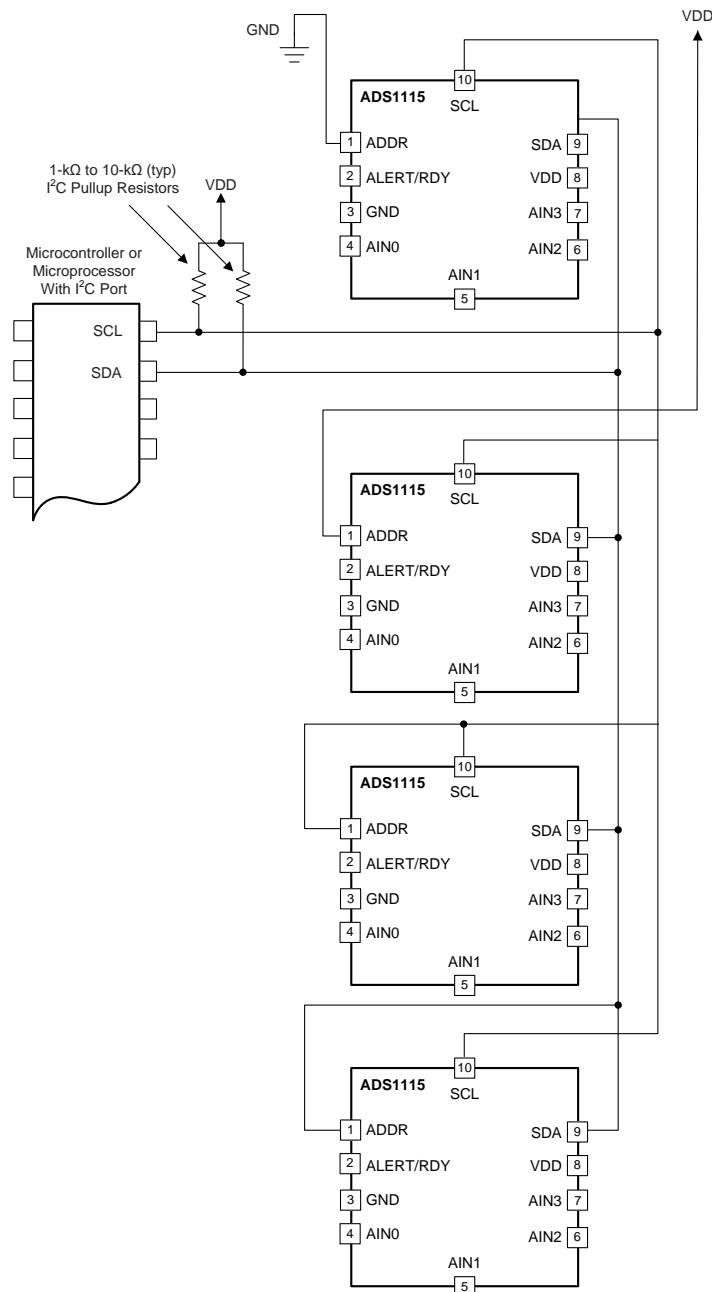 VDD
GND
10
ADS1115
SCL
1 ADDR
SDA 9
2 ALERT/RDY
VDD 8
3 GND
AIN3 7
4 AIN0
AIN2 6
AIN1
5
1-kΩ to 10-kΩ (typ)
I²C Pullup Resistors
VDD
Microcontroller or
Microprocessor
With I²C Port
SCL
SDA
10
ADS1115
SCL
1 ADDR
SDA 9
2 ALERT/RDY
VDD 8
3 GND
AIN3 7
4 AIN0
AIN2 6
AIN1
5
10
ADS1115
SCL
1 ADDR
SDA 9
2 ALERT/RDY
VDD 8
3 GND
AIN3 7
4 AIN0
AIN2 6
AIN1
5
10
ADS1115
SCL
1 ADDR
SDA 9
2 ALERT/RDY
VDD 8
3 GND
AIN3 7
4 AIN0
AIN2 6
AIN1
5